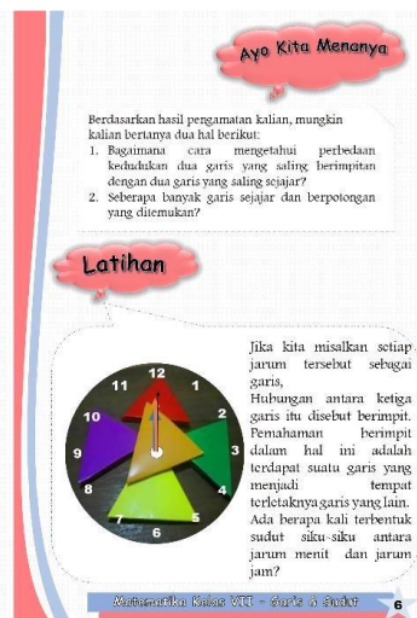 Ayo Kita Menanya
Berdasarkan hasil pengamatan kalian, mungkin
kalian bertanya dua hal berikut:
1. Bagaimana cara mengetahui perbedaan
kedudukan dua garis yang saling berimpitan
dengan dua garis yang saling sejajar?
2. Seberapa banyak garis sejajar dan berpotongan
yang ditemukan?
Latihan
12
11
1
10
2
9
3
8
4
7
5
6
Jika kita misalkan setiap
jarum tersebut sebagai
garis,
Hubungan antara ketiga
garis itu disebut berimpit.
Pemahaman berimpit
dalam hal ini adalah
terdapat suatu garis yang
menjadi tempat
terletaknya garis yang lain.
Ada berapa kali terbentuk
sudut siku-siku antara
jarum menit dan jarum
jam?
Matematika Kelas VII - Garis & Sudut
6